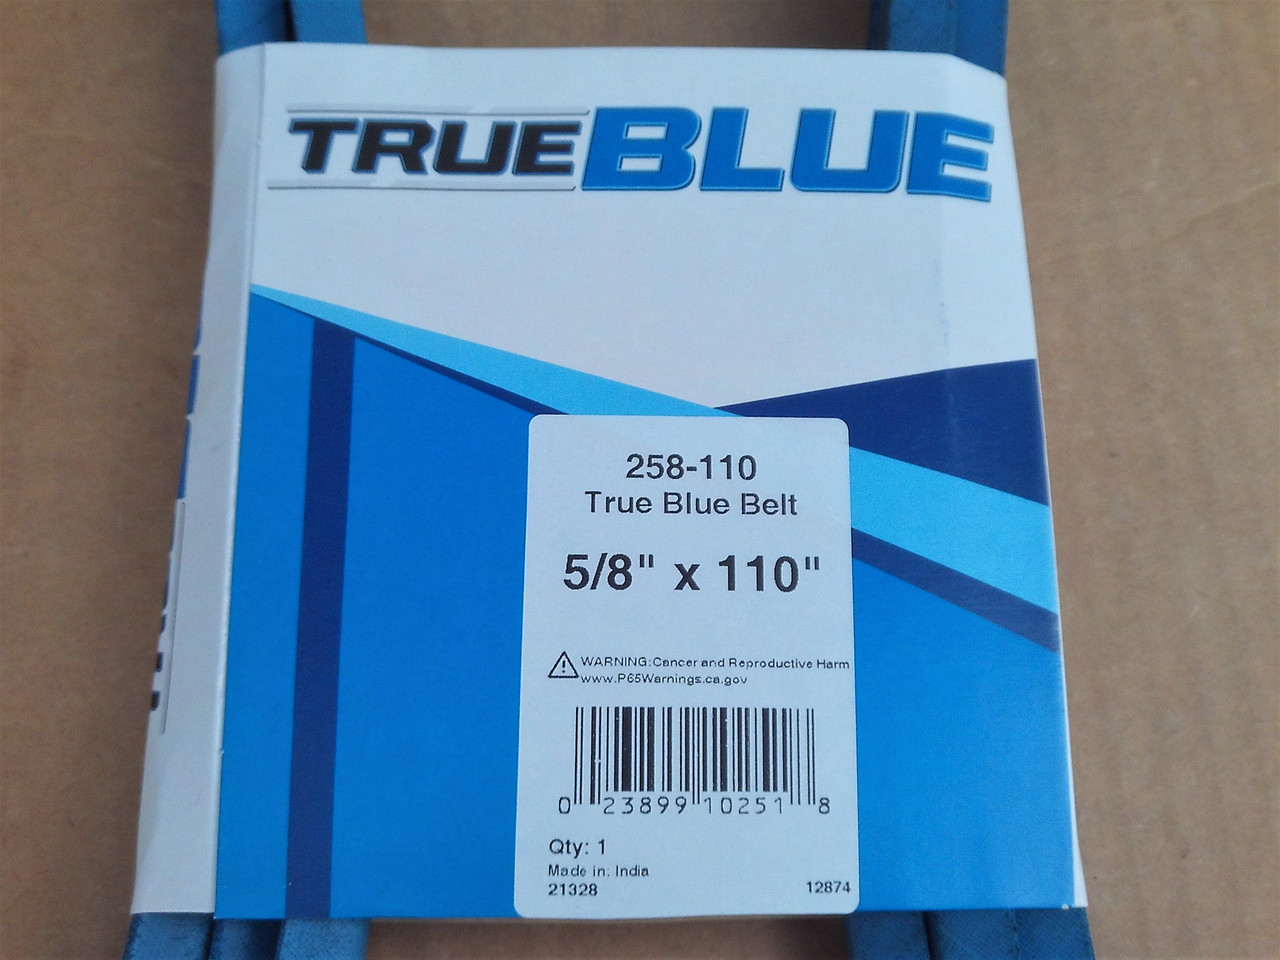 TRUEBLUE
258-110
True Blue Belt
5/8" x 110"
WARNING: Cancer and Reproductive Harm
www.P65Warnings.ca.gov
0 23899 10251 8
Qty: 1
Made in: India
21328 12874